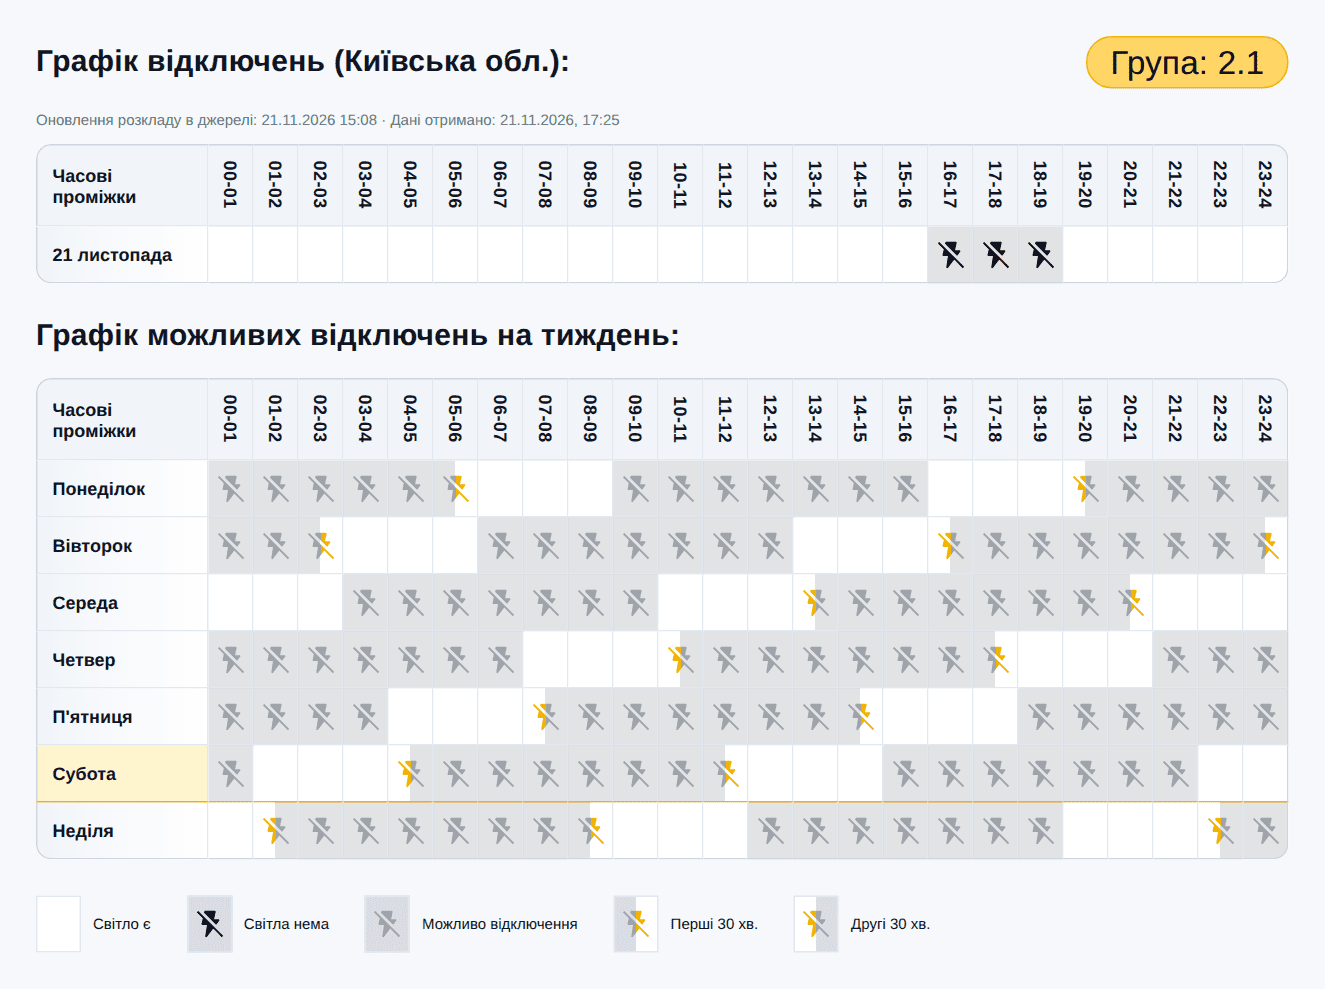 Графік відключень (Київська обл.):
Група: 2.1
Оновлення розкладу в джерелі: 21.11.2026 15:08 · Дані отримано: 21.11.2026, 17:25
Часові
проміжки
00-01 01-02 02-03 03-04 04-05 05-06 06-07 07-08 08-09 09-10 10-11 11-12 12-13 13-14 14-15 15-16 16-17 17-18 18-19 19-20 20-21 21-22 22-23 23-24
21 листопада
Графік можливих відключень на тиждень:
Часові
проміжки
00-01 01-02 02-03 03-04 04-05 05-06 06-07 07-08 08-09 09-10 10-11 11-12 12-13 13-14 14-15 15-16 16-17 17-18 18-19 19-20 20-21 21-22 22-23 23-24
Понеділок
Вівторок
Середа
Четвер
П'ятниця
Субота
Неділя
Світло є
Світла нема
Можливо відключення
Перші 30 хв.
Другі 30 хв.